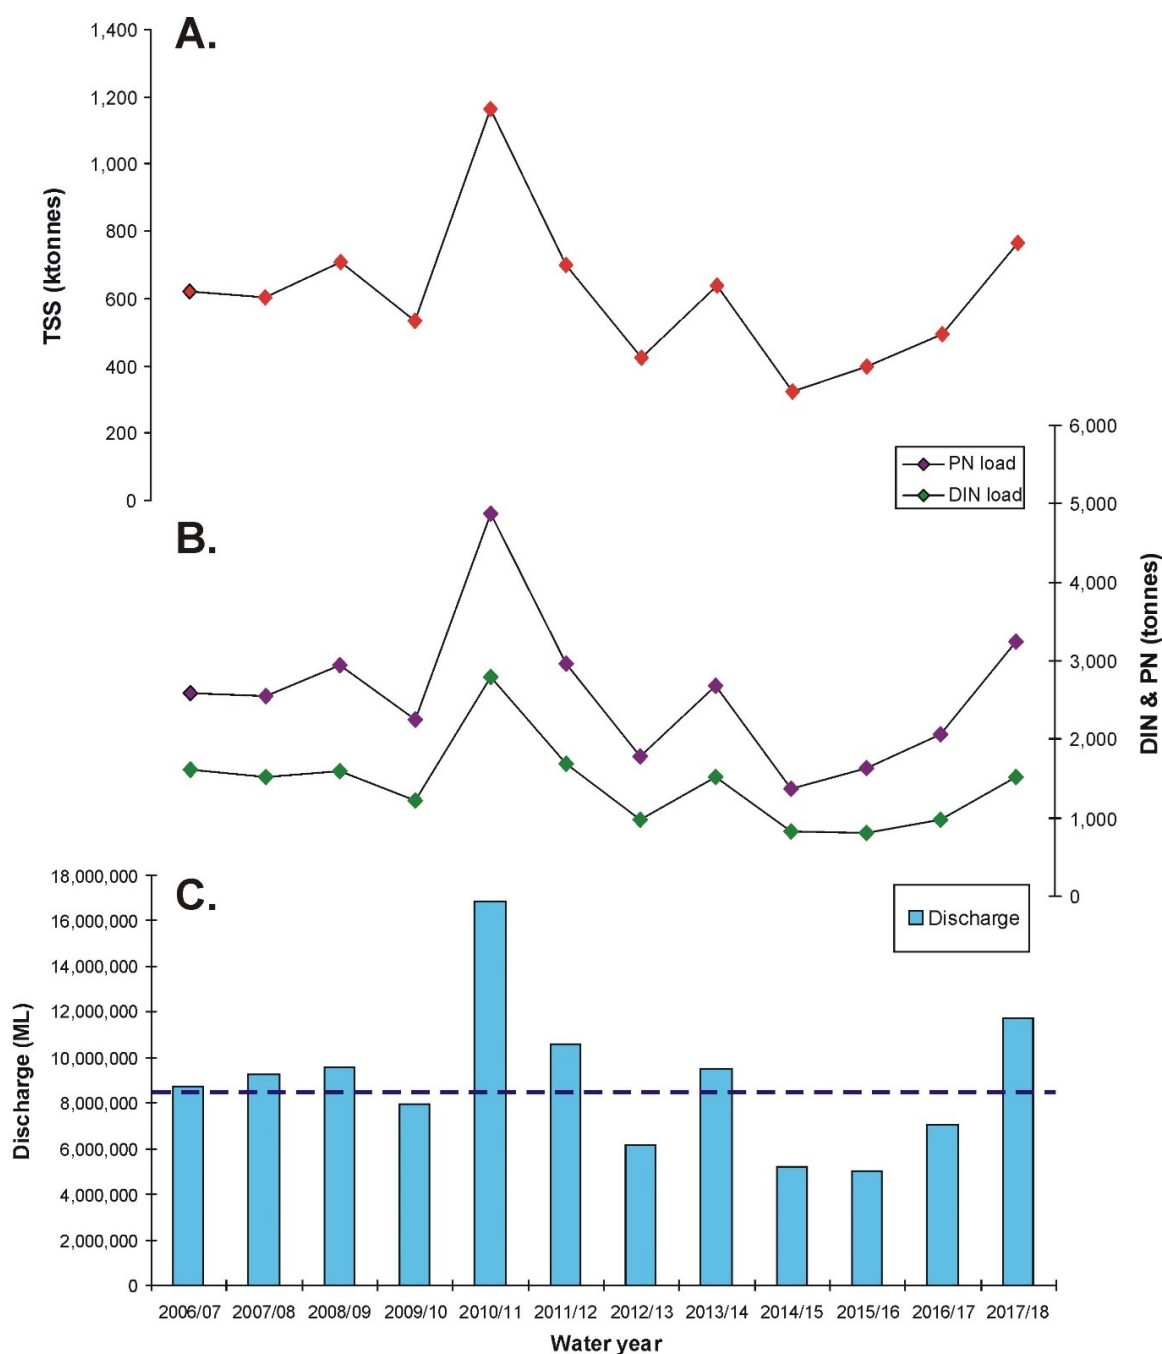 A.
1,400
1,200
1,000
800
600
400
200
0
TSS (ktonnes)
B.
PN load
DIN load
6,000
5,000
4,000
3,000
2,000
1,000
0
DIN & PN (tonnes)
C.
Discharge
18,000,000
16,000,000
14,000,000
12,000,000
10,000,000
8,000,000
6,000,000
4,000,000
2,000,000
0
Discharge (ML)
2006/07 2007/08 2008/09 2009/10 2010/11 2011/12 2012/13 2013/14 2014/15 2015/16 2016/17 2017/18
Water year